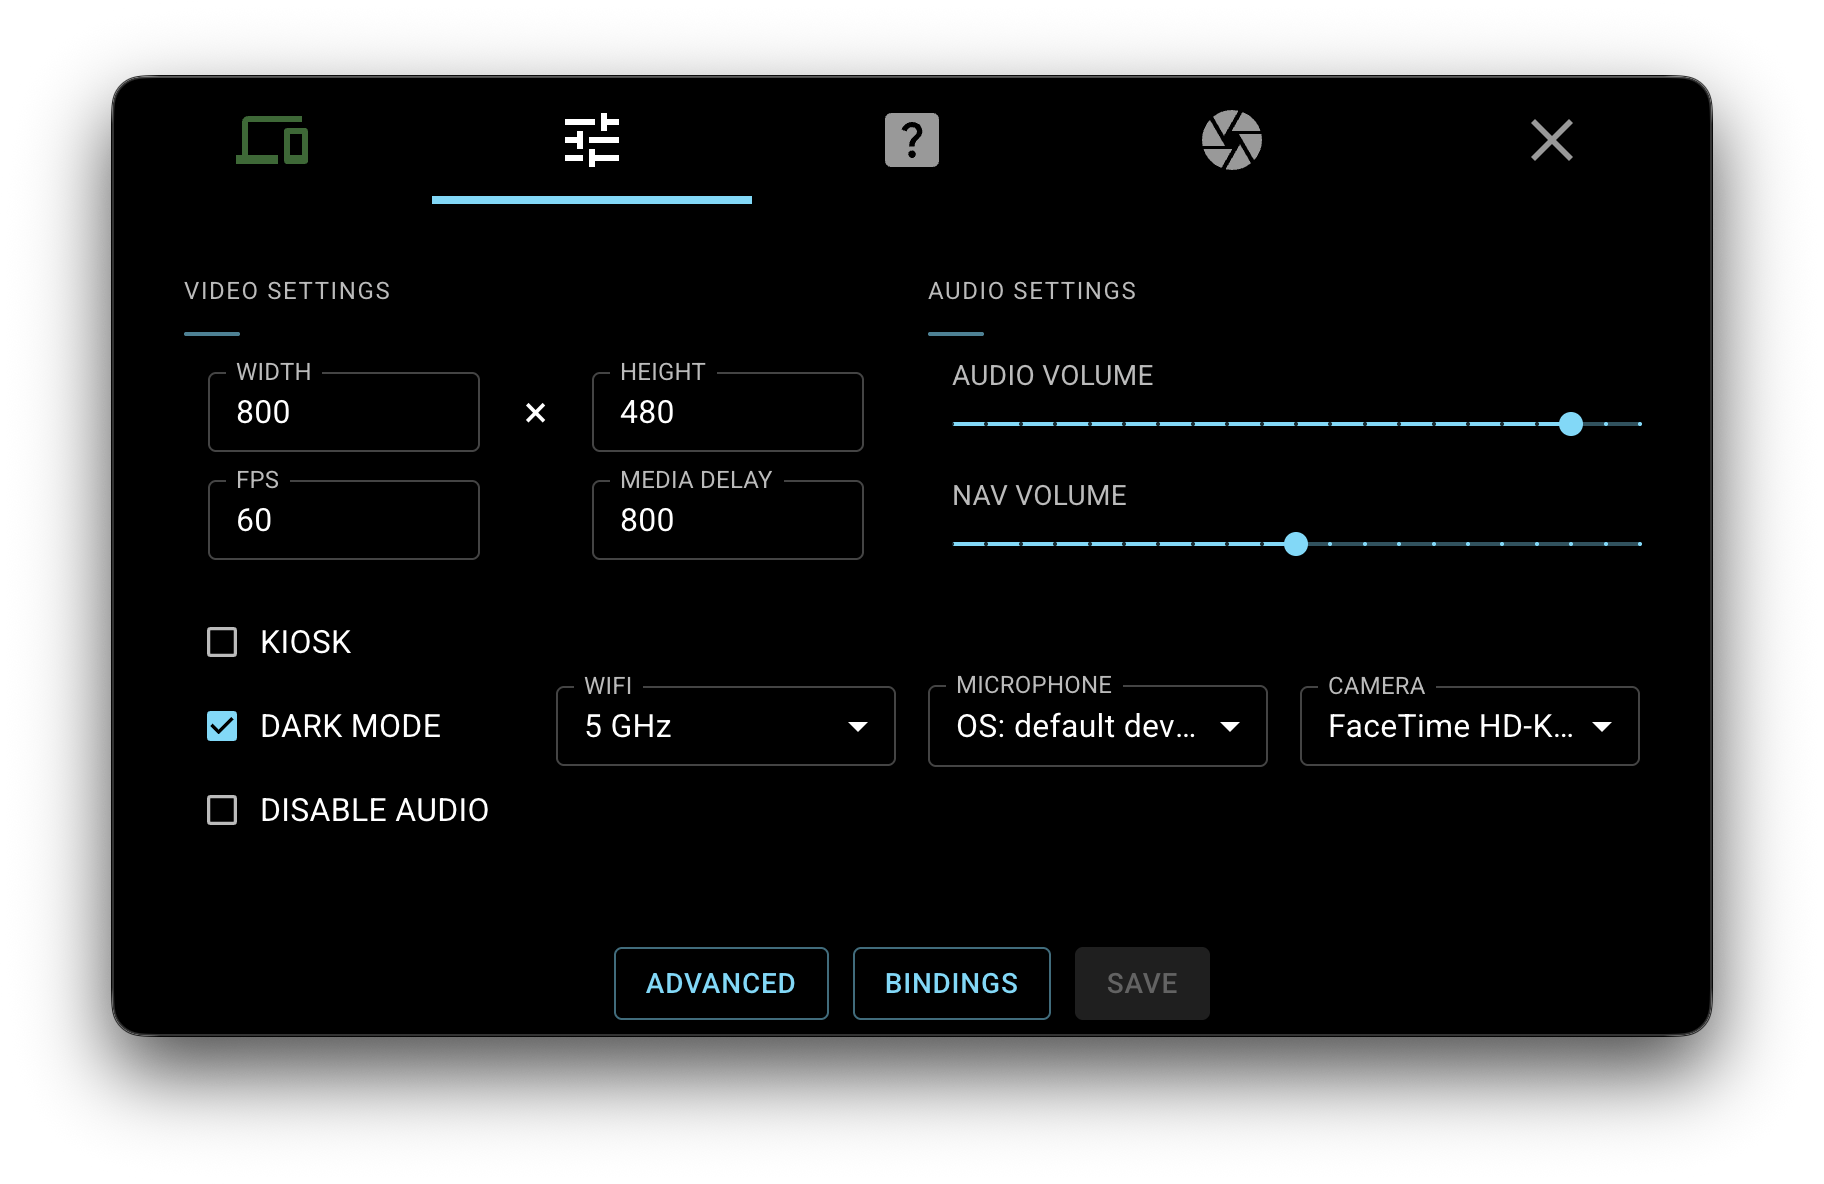 VIDEO SETTINGS
WIDTH
800
×
HEIGHT
480
FPS
60
MEDIA DELAY
800
AUDIO SETTINGS
AUDIO VOLUME
NAV VOLUME
KIOSK
DARK MODE
DISABLE AUDIO
WIFI
5 GHz
MICROPHONE
OS: default dev...
CAMERA
FaceTime HD-K...
ADVANCED
BINDINGS
SAVE